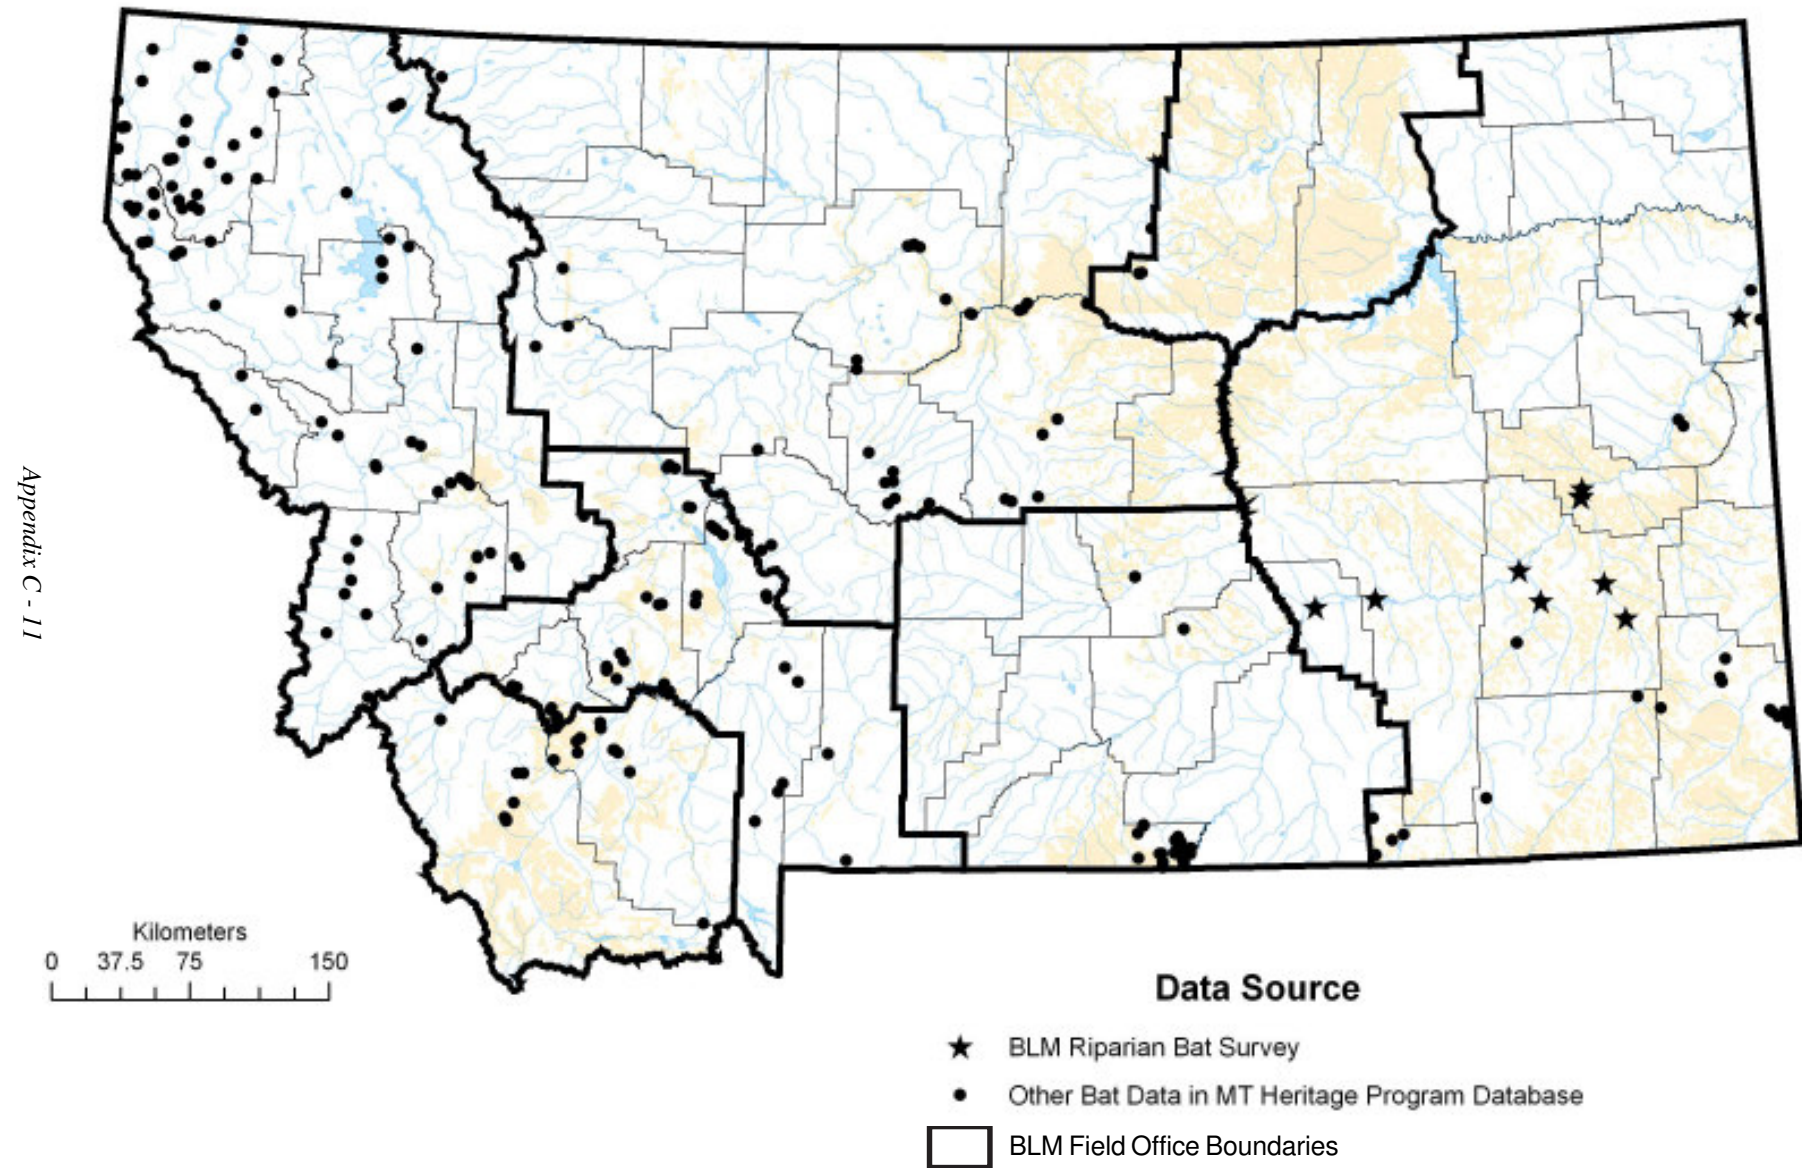 Appendix C - 11
Kilometers
0 37.5 75 150
Data Source
BLM Riparian Bat Survey
Other Bat Data in MT Heritage Program Database
BLM Field Office Boundaries